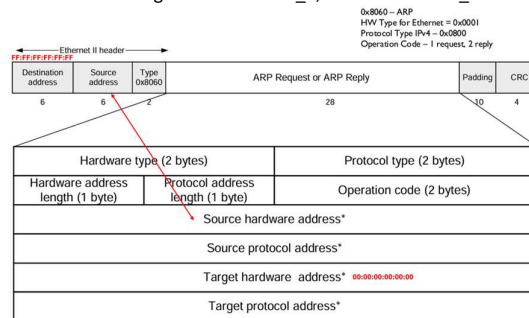 0x8060 – ARP
HW Type for Ethernet = 0x0001
Protocol Type IPv4 – 0x0800
Operation Code – 1 request, 2 reply
Ethernet II header
FF:FF:FF:FF:FF:FF
Destination address
Source address
Type 0x8060
ARP Request or ARP Reply
Padding
CRC
6
6
2
28
10
4
Hardware type (2 bytes)
Protocol type (2 bytes)
Hardware address length (1 byte)
Protocol address length (1 byte)
Operation code (2 bytes)
Source hardware address*
Source protocol address*
Target hardware address* 00:00:00:00:00:00
Target protocol address*